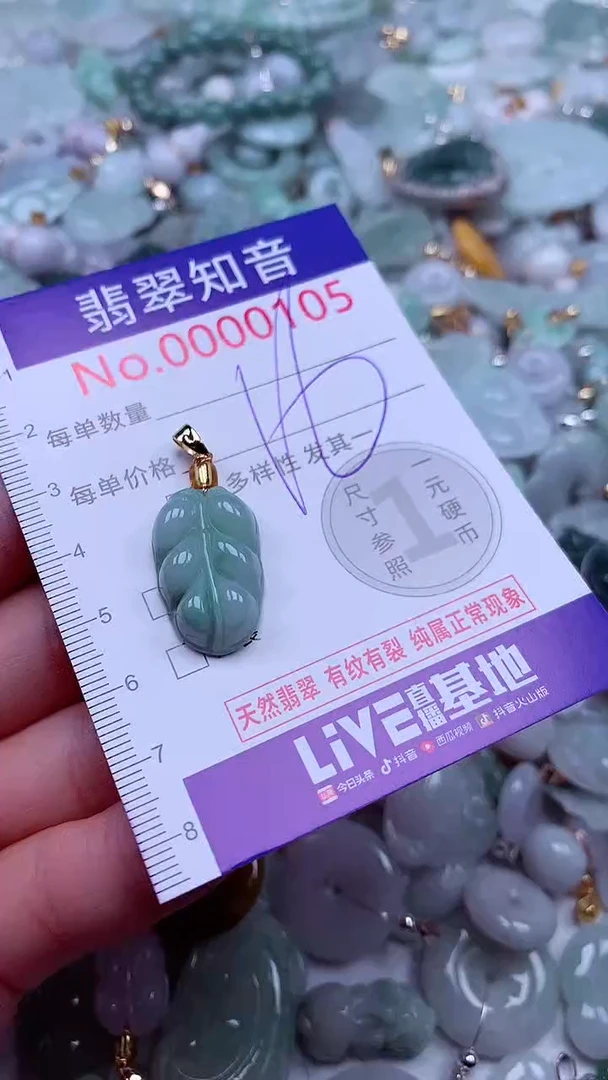 翡翠知音
No.0000105
1
2
每单数量
3
每单价格
多样性 发其一
4
尺寸参照
1
一元硬币
5
6
7
8
天然翡翠 有纹有裂 纯属正常现象
LiVE直播基地
今日头条 抖音 西瓜视频 抖音火山版